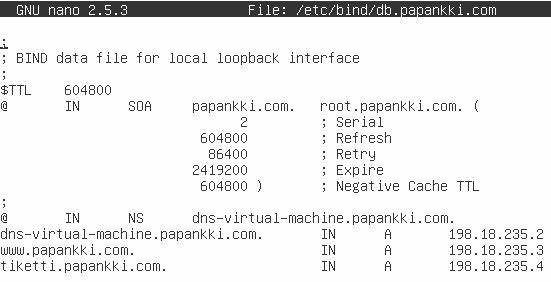 GNU nano 2.5.3 File: /etc/bind/db.papankki.com
;
; BIND data file for local loopback interface
;
$TTL 604800
@ IN SOA papankki.com. root.papankki.com. (
2 ; Serial
604800 ; Refresh
86400 ; Retry
2419200 ; Expire
604800 ) ; Negative Cache TTL
;
@ IN NS dns-virtual-machine.papankki.com.
dns-virtual-machine.papankki.com. IN A 198.18.235.2
www.papankki.com. IN A 198.18.235.3
tiketti.papankki.com. IN A 198.18.235.4